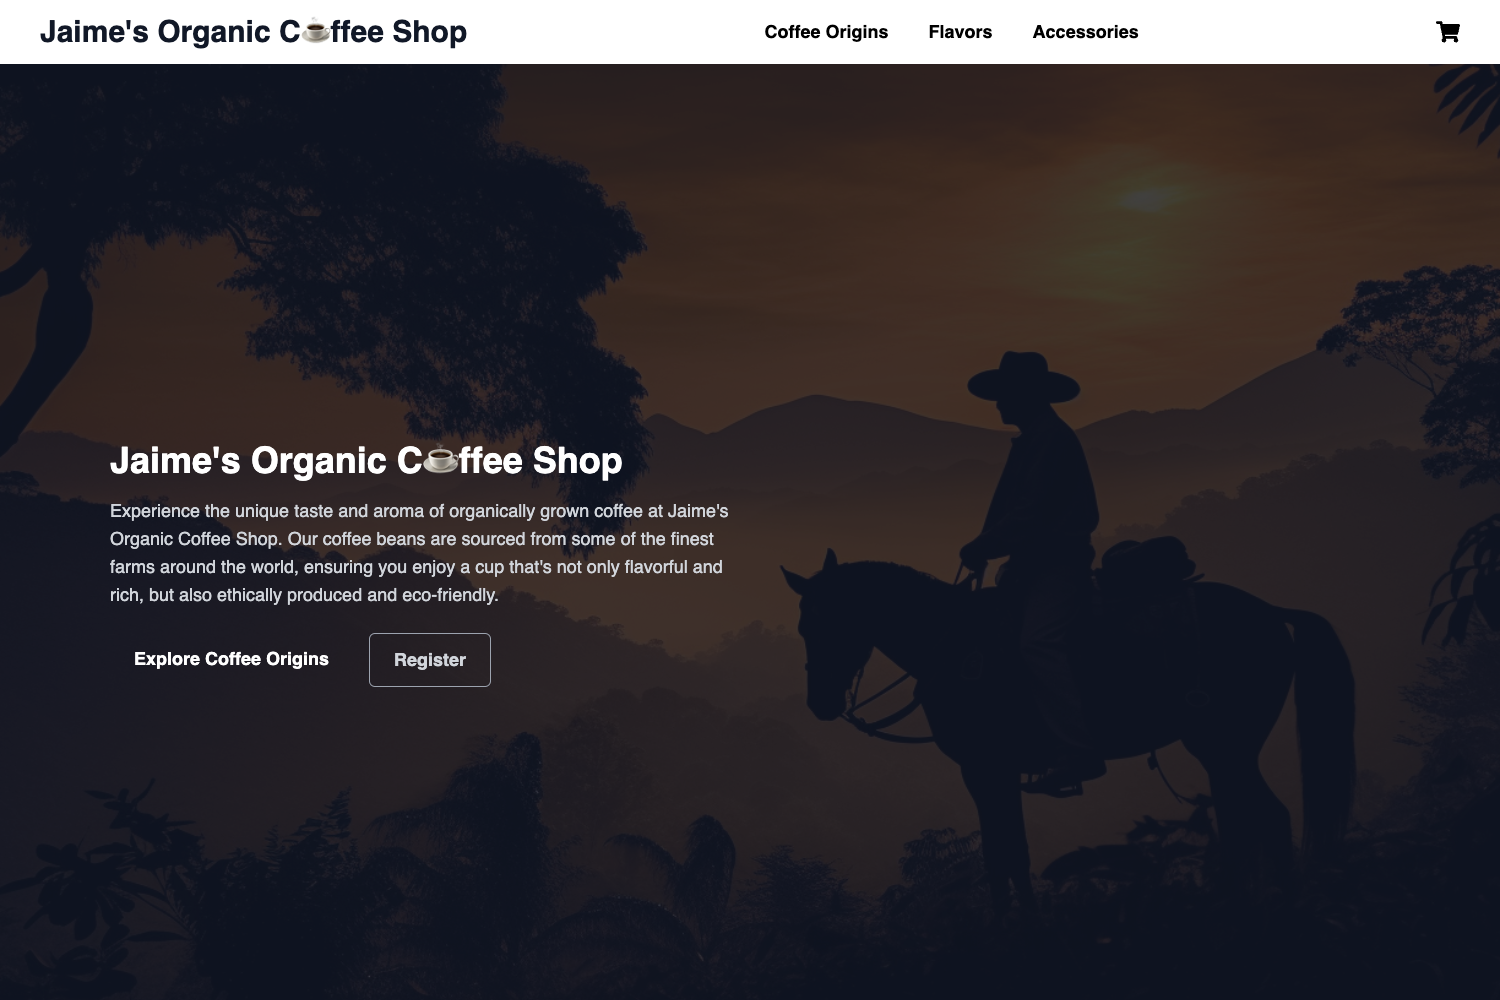 Jaime's Organic C☕ffee Shop
Coffee Origins
Flavors
Accessories
Jaime's Organic C☕ffee Shop
Experience the unique taste and aroma of organically grown coffee at Jaime's
Organic Coffee Shop. Our coffee beans are sourced from some of the finest
farms around the world, ensuring you enjoy a cup that's not only flavorful and
rich, but also ethically produced and eco-friendly.
Explore Coffee Origins
Register